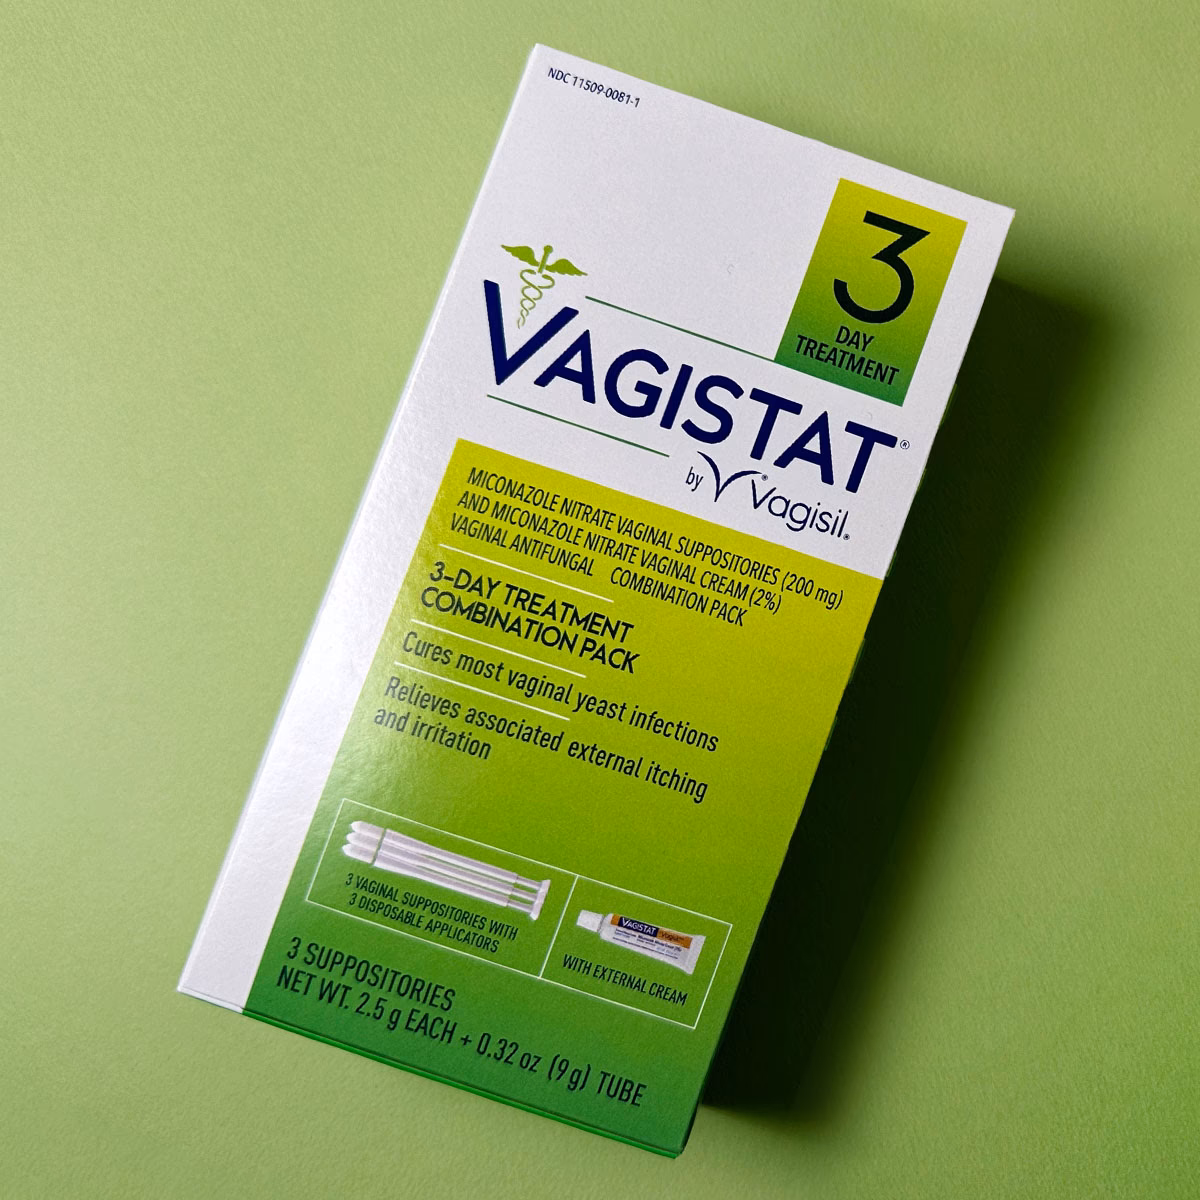 NDC 11509-0081-1
3
DAY
TREATMENT
VAGISTAT®
by Vagisil®
MICONAZOLE NITRATE VAGINAL SUPPOSITORIES (200 mg)
AND MICONAZOLE NITRATE VAGINAL CREAM (2%)
VAGINAL ANTIFUNGAL COMBINATION PACK
3-DAY TREATMENT
COMBINATION PACK
Cures most vaginal yeast infections
Relieves associated external itching
and irritation
3 VAGINAL SUPPOSITORIES WITH
3 DISPOSABLE APPLICATORS
VAGISTAT
WITH EXTERNAL CREAM
3 SUPPOSITORIES
NET WT. 2.5 g EACH + 0.32 oz (9 g) TUBE